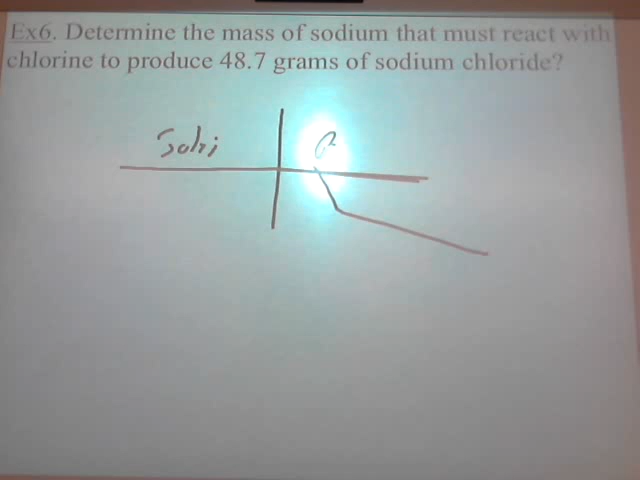 Ex6. Determine the mass of sodium that must react with
chlorine to produce 48.7 grams of sodium chloride?